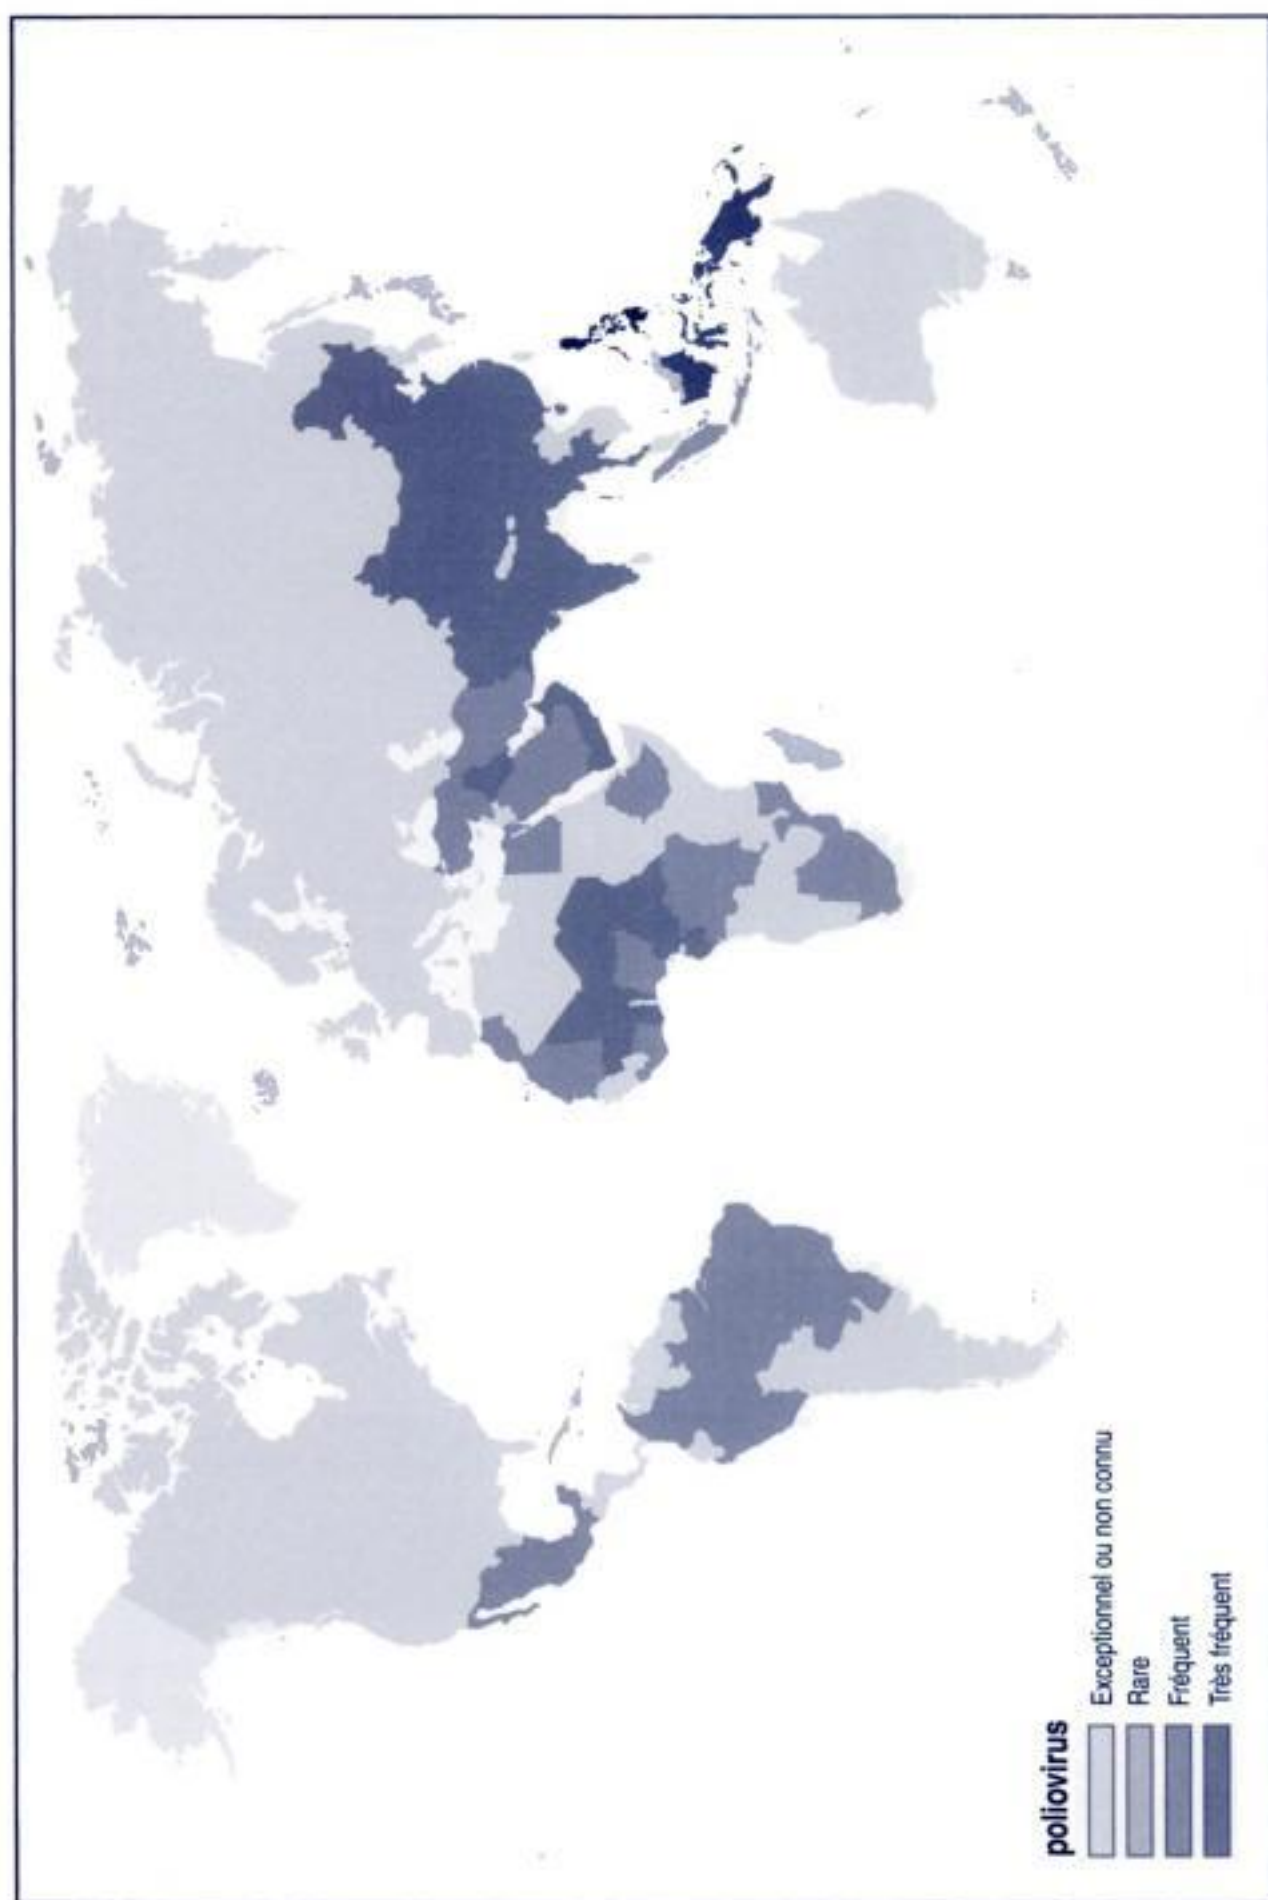 poliovirus
Exceptionnel ou non connu
Rare
Fréquent
Très fréquent